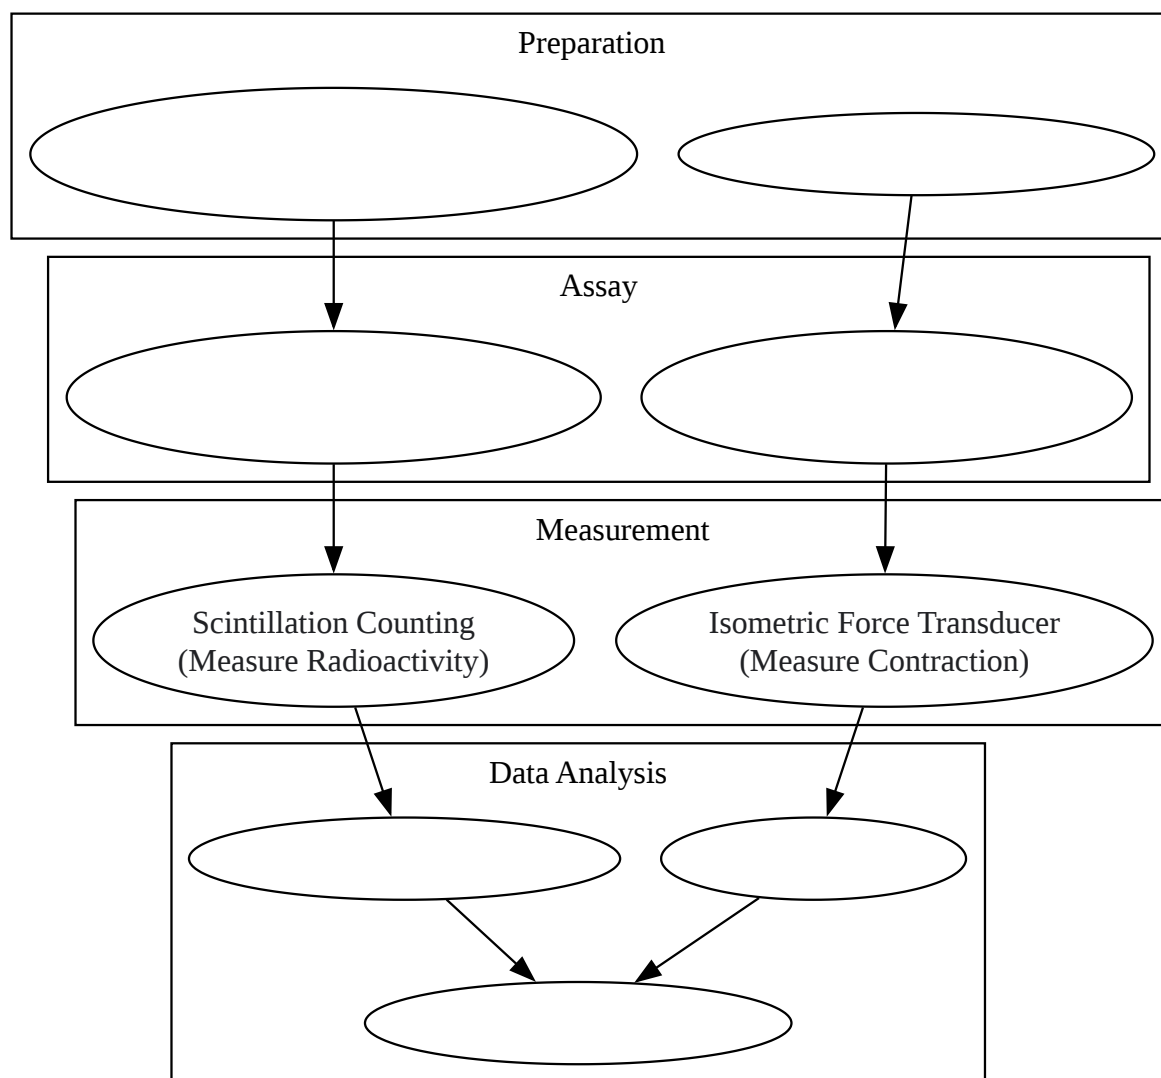 Preparation
Assay
Measurement
Scintillation Counting
(Measure Radioactivity)
Isometric Force Transducer
(Measure Contraction)
Data Analysis